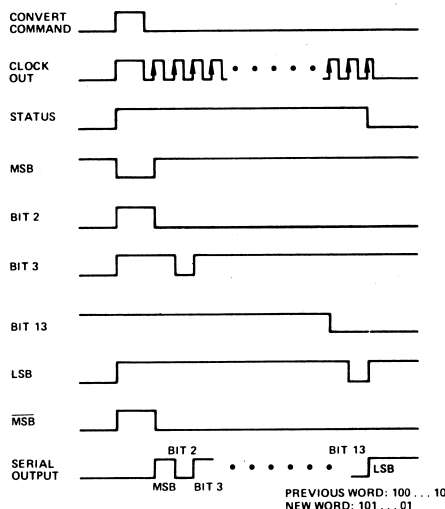 CONVERT
COMMAND
CLOCK
OUT
STATUS
MSB
BIT 2
BIT 3
BIT 13
LSB
MSB
SERIAL
OUTPUT
BIT 2
BIT 13
MSB
BIT 3
LSB
PREVIOUS WORD: 100 . . . 10
NEW WORD: 101 . . . 01